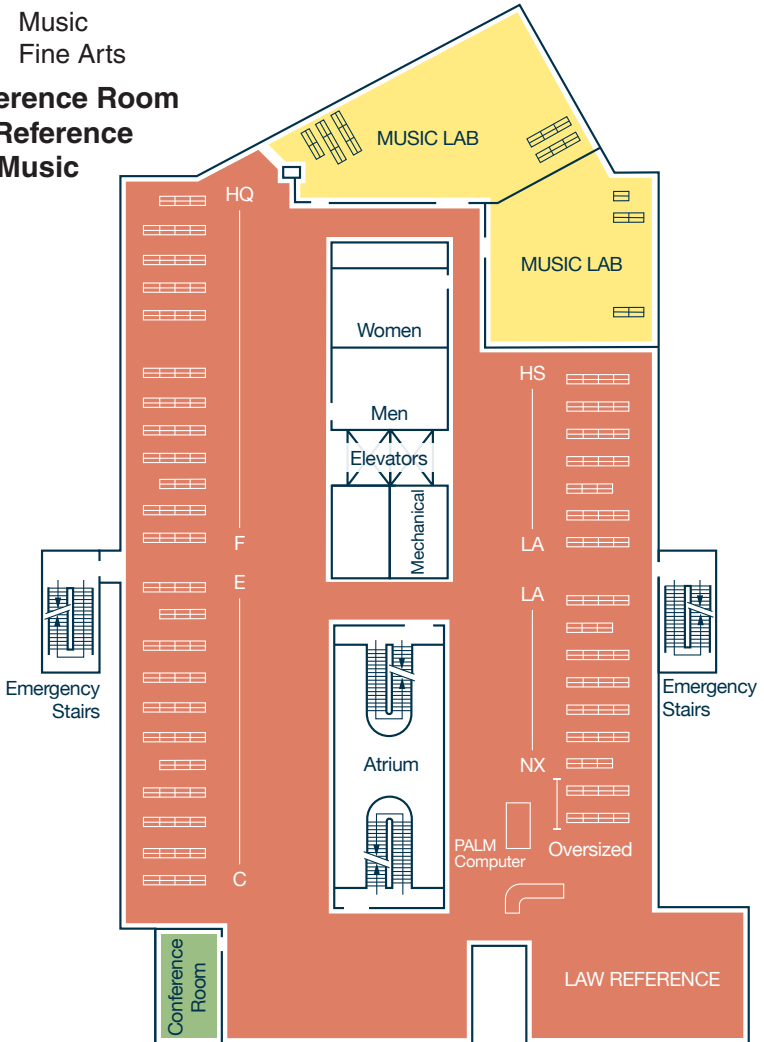 Music
Fine Arts
erence Room
Reference
Music
MUSIC LAB
HQ
MUSIC LAB
Women
HS
Men
Elevators
Mechanical
F
LA
E
LA
Emergency
Stairs
Emergency
Stairs
Atrium
NX
PALM
Computer
Oversized
C
Conference
Room
LAW REFERENCE